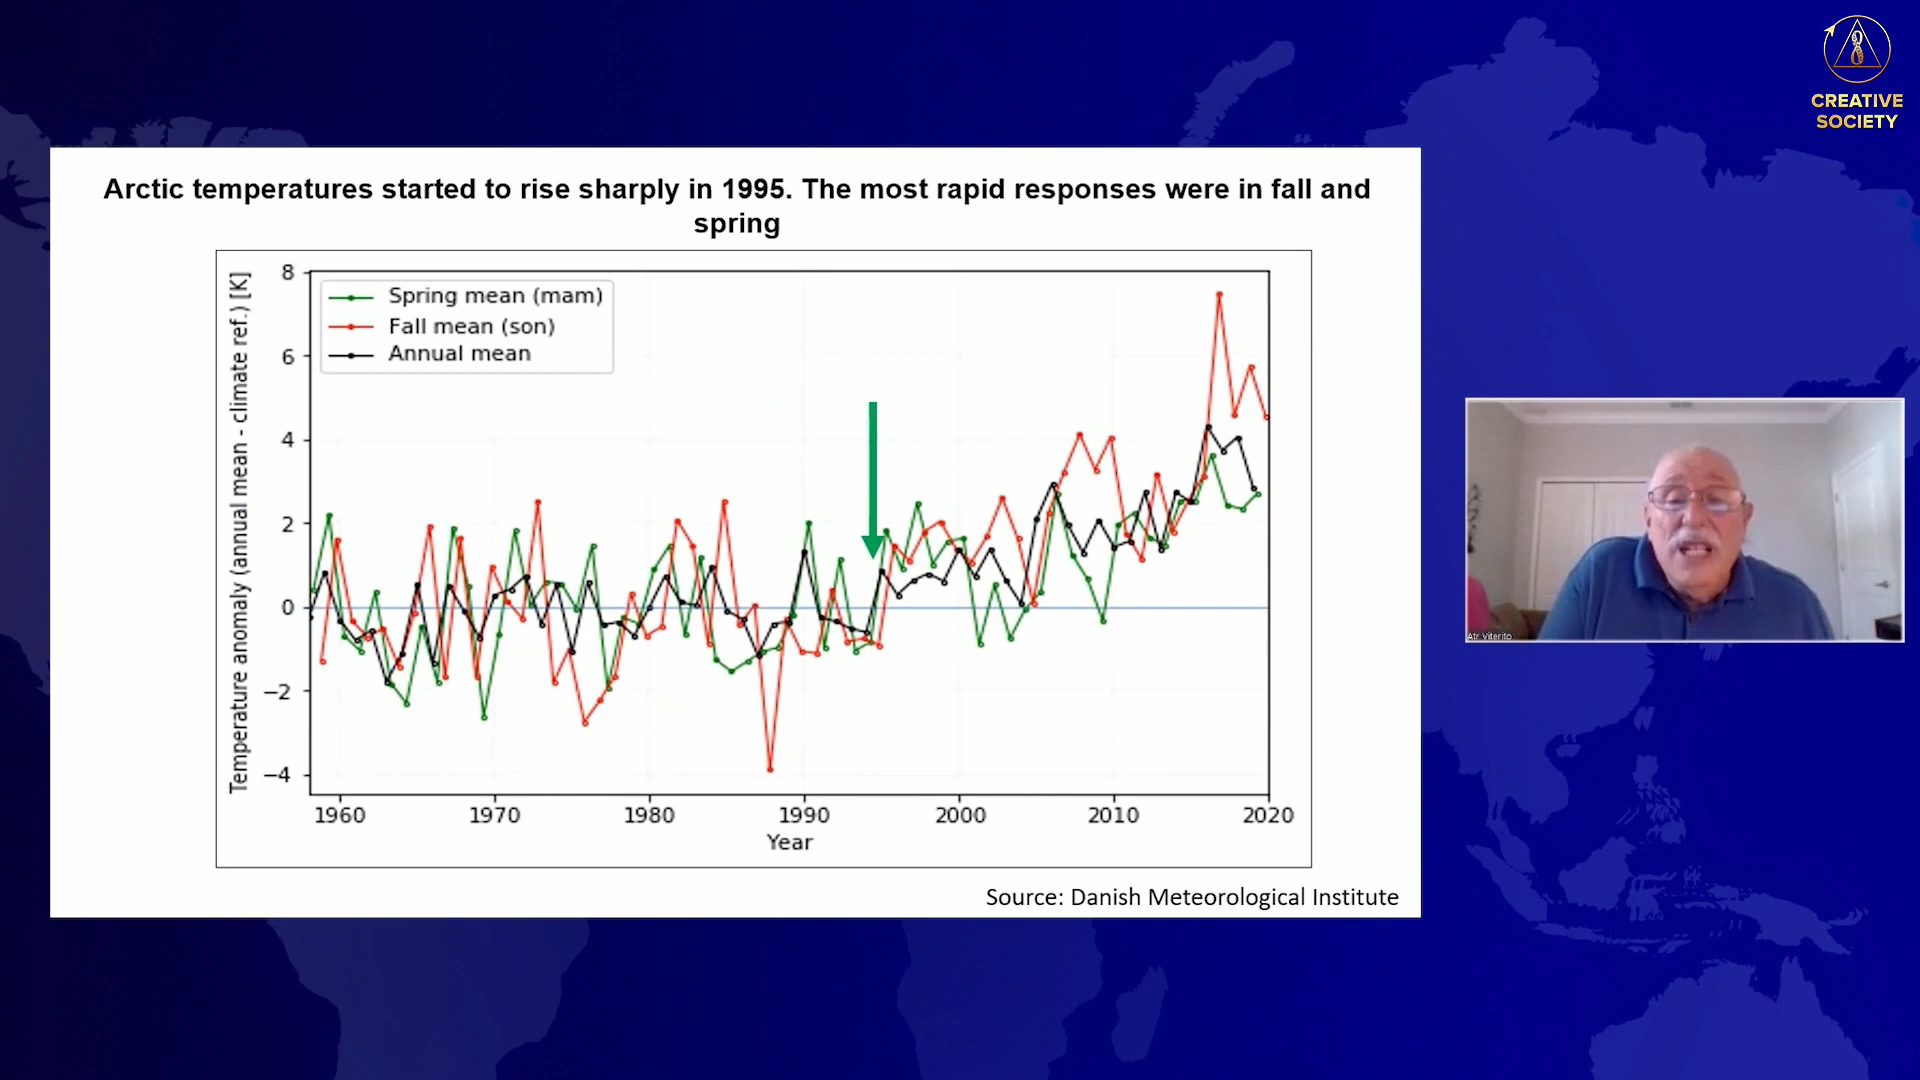 CREATIVE
SOCIETY
Arctic temperatures started to rise sharply in 1995. The most rapid responses were in fall and
spring
Temperature anomaly (annual mean - climate ref.) [K]
8
6
4
2
0
−2
−4
Spring mean (mam)
Fall mean (son)
Annual mean
1960 1970 1980 1990 2000 2010 2020
Year
Source: Danish Meteorological Institute
Atr Viterito